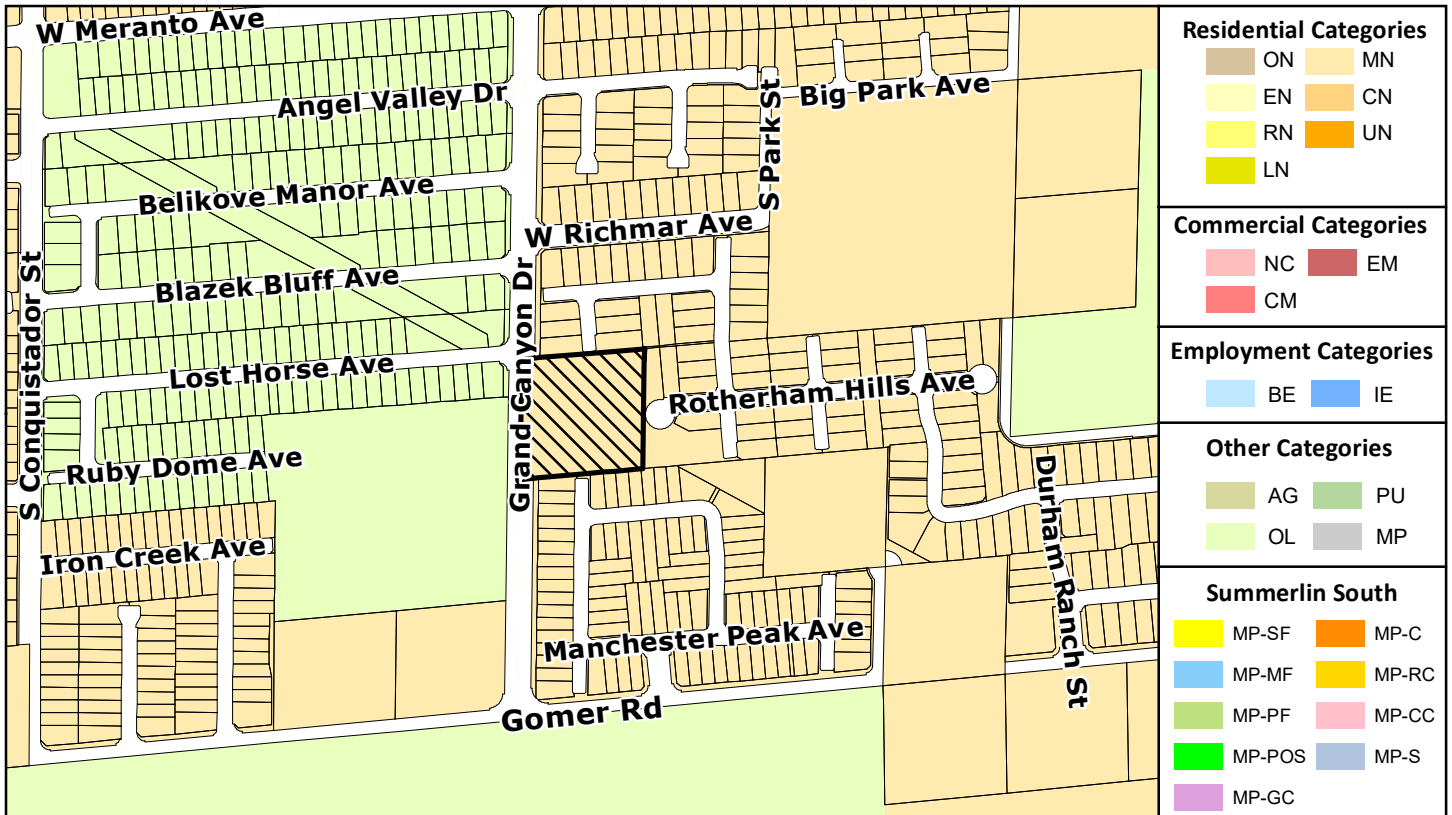 W Meranto Ave
Angel Valley Dr
Big Park Ave
S Park St
Belikove Manor Ave
W Richmar Ave
Blazek Bluff Ave
S Conquistador St
Grand Canyon Dr
Lost Horse Ave
Rotherham Hills Ave
Ruby Dome Ave
Iron Creek Ave
Durham Ranch St
Manchester Peak Ave
Gomer Rd
Residential Categories
ON MN
EN CN
RN UN
LN
Commercial Categories
NC EM
CM
Employment Categories
BE IE
Other Categories
AG PU
OL MP
Summerlin South
MP-SF MP-C
MP-MF MP-RC
MP-PF MP-CC
MP-POS MP-S
MP-GC